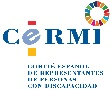 CERMI
COMITÉ ESPAÑOL
DE REPRESENTANTES
DE PERSONAS
CON DISCAPACIDAD